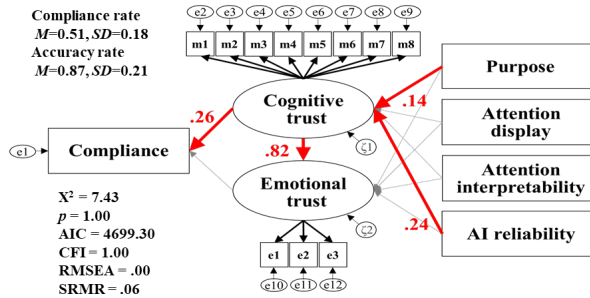 Compliance rate
M=0.51, SD=0.18
Accuracy rate
M=0.87, SD=0.21
e2 e3 e4 e5 e6 e7 e8 e9
m1 m2 m3 m4 m5 m6 m7 m8
Purpose
Cognitive
trust
.14
.26
Attention
display
ζ1
e1
Compliance
.82
Attention
interpretability
Emotional
trust
.24
AI reliability
ζ2
X² = 7.43
p = 1.00
AIC = 4699.30
CFI = 1.00
RMSEA = .00
SRMR = .06
e1 e2 e3
e10 e11 e12